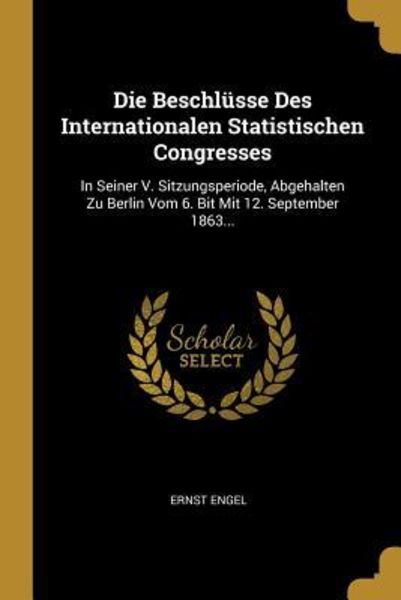 Die Beschlüsse Des
Internationalen Statistischen
Congresses
In Seiner V. Sitzungsperiode, Abgehalten
Zu Berlin Vom 6. Bit Mit 12. September
1863...
Scholar
SELECT
ERNST ENGEL